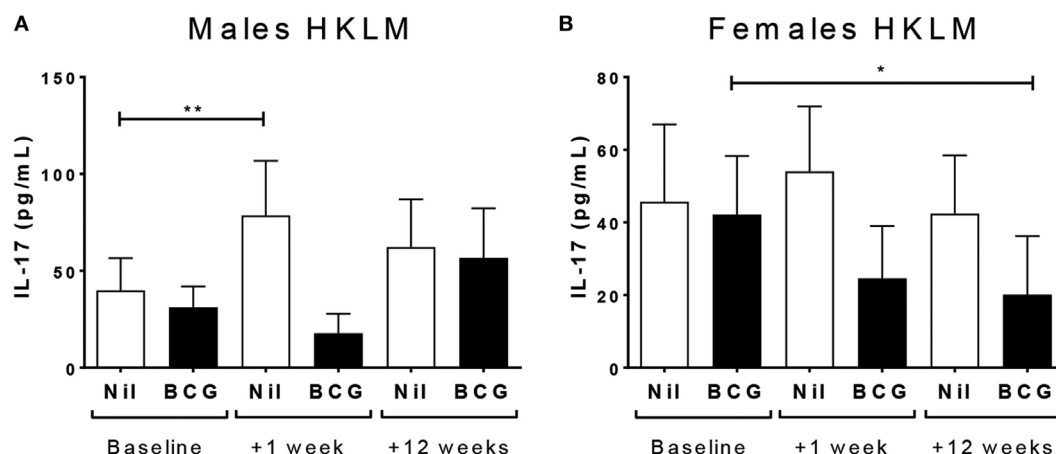 A
Males HKLM
150
100
50
0
IL-17 (pg/mL)
**
Nil BCG Nil BCG Nil BCG
Baseline +1 week +12 weeks
B
Females HKLM
80
60
40
20
0
IL-17 (pg/mL)
*
Nil BCG Nil BCG Nil BCG
Baseline +1 week +12 weeks